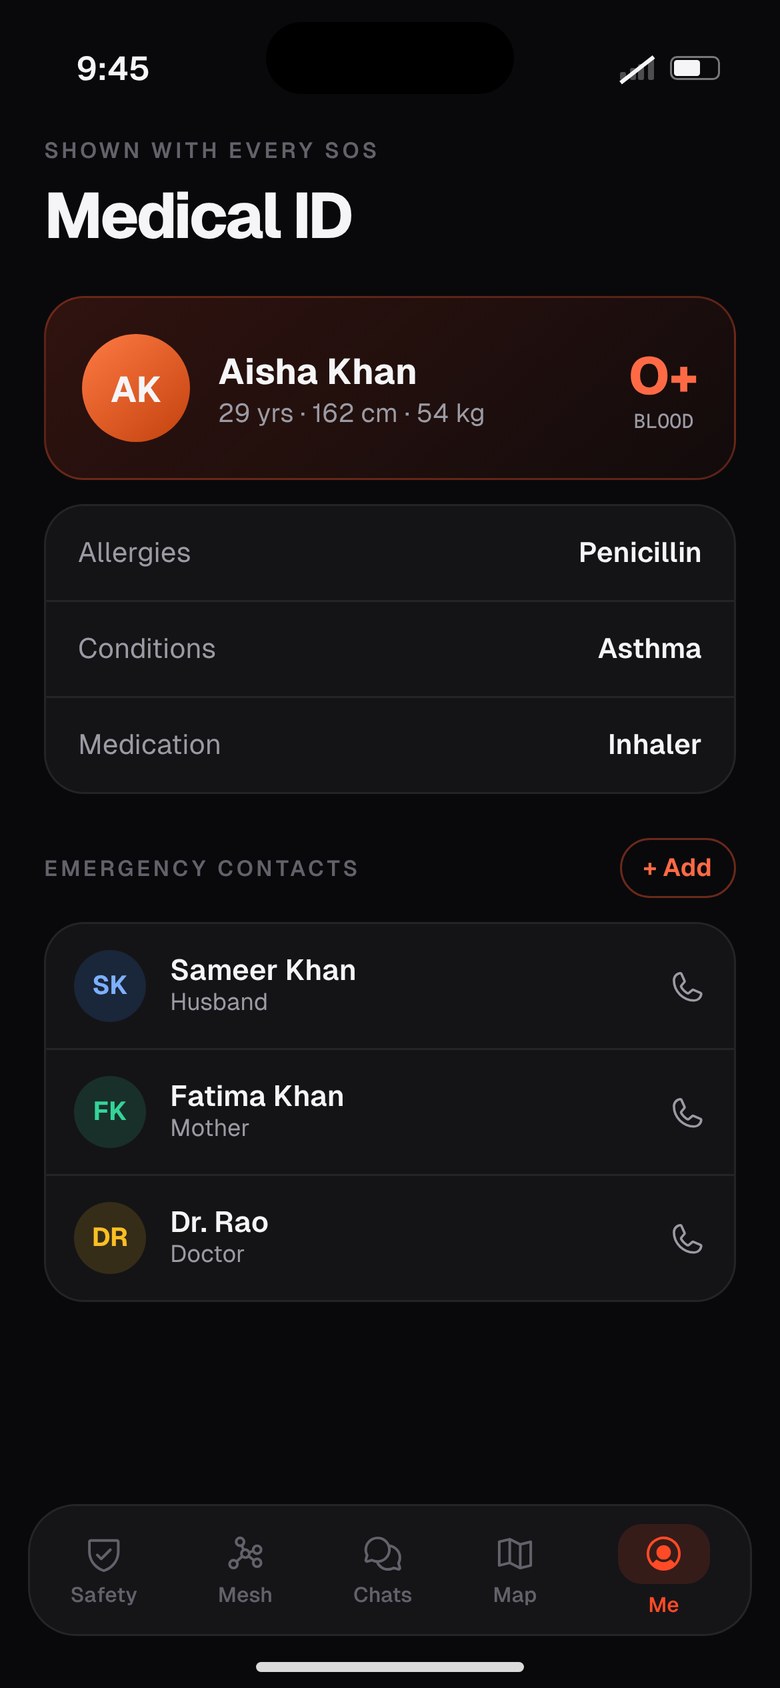 9:45
SHOWN WITH EVERY SOS
Medical ID
AK
Aisha Khan
29 yrs · 162 cm · 54 kg
O+
BLOOD
Allergies
Penicillin
Conditions
Asthma
Medication
Inhaler
EMERGENCY CONTACTS
+ Add
SK
Sameer Khan
Husband
FK
Fatima Khan
Mother
DR
Dr. Rao
Doctor
Safety
Mesh
Chats
Map
Me